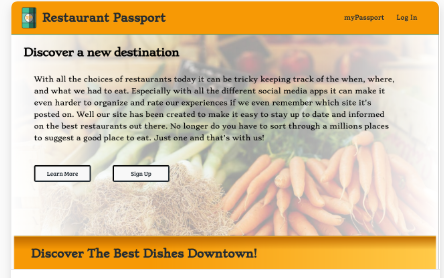 Restaurant Passport
myPassport Log In
Discover a new destination
With all the choices of restaurants today it can be tricky keeping track of the when, where,
and what we had to eat. Especially with all the different social media apps it can make it
even harder to organize and rate our experiences if we even remember which site it's
posted on. Well our site has been created to make it easy to stay up to date and informed
on the best restaurants out there. No longer do you have to sort through a millions places
to suggest a good place to eat. Just one and that's with us!
Learn More Sign Up
Discover The Best Dishes Downtown!